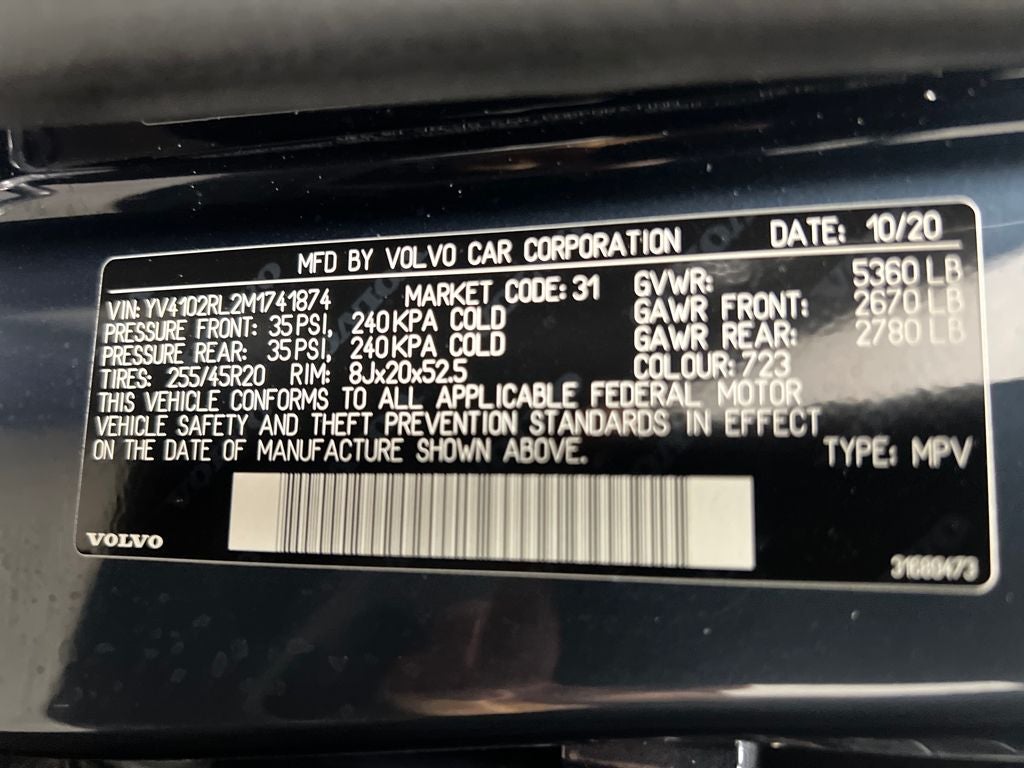 MFD BY VOLVO CAR CORPORATION DATE: 10/20
VIN: YV4102RL2M1741874 MARKET CODE: 31 GVWR: 5360 LB
PRESSURE FRONT: 35 PSI, 240 KPA COLD GAWR FRONT: 2670 LB
PRESSURE REAR: 35 PSI, 240 KPA COLD GAWR REAR: 2780 LB
TIRES: 255/45R20 RIM: 8Jx20x52.5 COLOUR: 723
THIS VEHICLE CONFORMS TO ALL APPLICABLE FEDERAL MOTOR
VEHICLE SAFETY AND THEFT PREVENTION STANDARDS IN EFFECT
ON THE DATE OF MANUFACTURE SHOWN ABOVE. TYPE: MPV
VOLVO